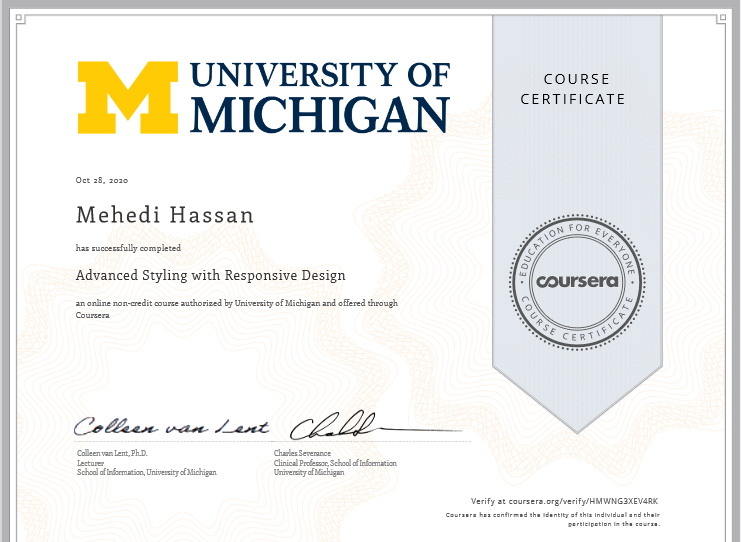 M UNIVERSITY OF
MICHIGAN
COURSE
CERTIFICATE
Oct 28, 2020
Mehedi Hassan
has successfully completed
Advanced Styling with Responsive Design
an online non-credit course authorized by University of Michigan and offered through
Coursera
EDUCATION FOR EVERYONE
coursera
COURSE CERTIFICATE
Colleen van Lent
Colleen van Lent, Ph.D.
Lecturer
School of Information, University of Michigan
Charles Severance
Clinical Professor, School of Information
University of Michigan
Verify at coursera.org/verify/HMWNG3XEV4RK
Coursera has confirmed the identity of this individual and their
participation in the course.